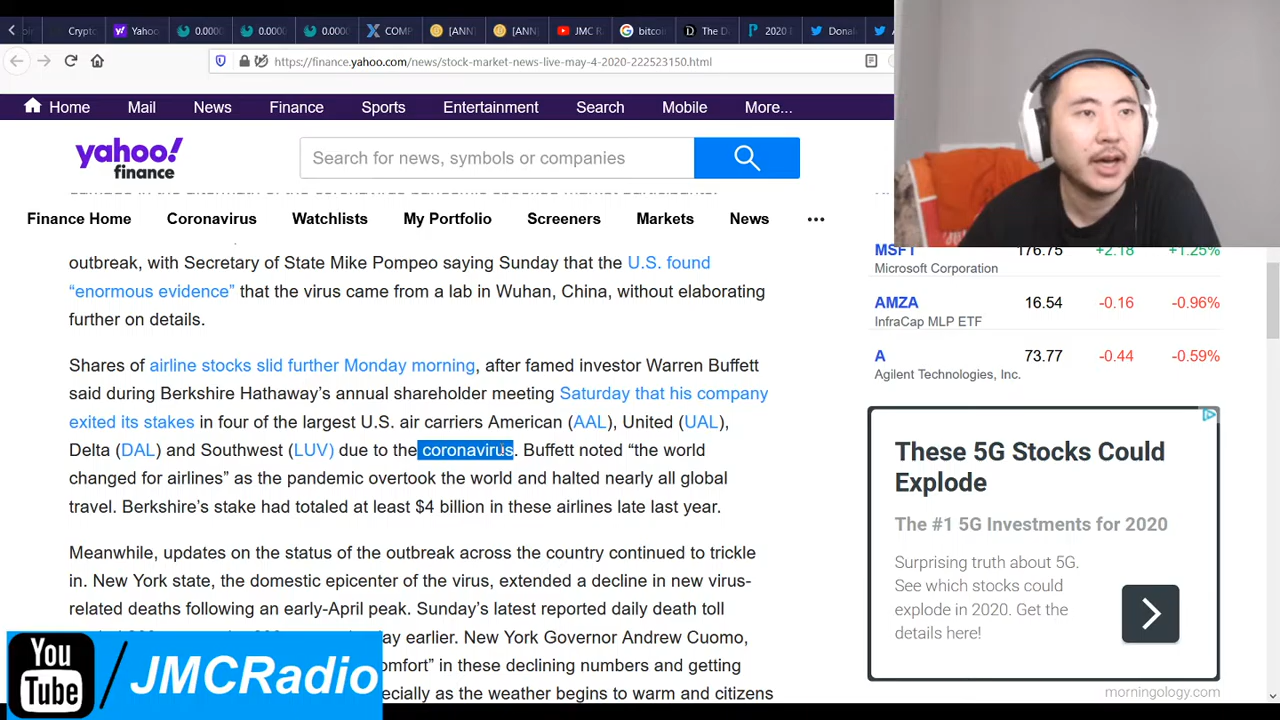 Crypto
Yahoo
0.0000
0.0000
0.0000
COMP
[ANN
[ANN
JMC R
bitcoi
The D
2020
Donal
https://finance.yahoo.com/news/stock-market-news-live-may-4-2020-222523150.html
Home Mail News Finance Sports Entertainment Search Mobile More...
yahoo!
finance
Search for news, symbols or companies
Finance Home Coronavirus Watchlists My Portfolio Screeners Markets News •••
outbreak, with Secretary of State Mike Pompeo saying Sunday that the U.S. found
“enormous evidence” that the virus came from a lab in Wuhan, China, without elaborating
further on details.
Shares of airline stocks slid further Monday morning, after famed investor Warren Buffett
said during Berkshire Hathaway’s annual shareholder meeting Saturday that his company
exited its stakes in four of the largest U.S. air carriers American (AAL), United (UAL),
Delta (DAL) and Southwest (LUV) due to the coronavirus. Buffett noted “the world
changed for airlines” as the pandemic overtook the world and halted nearly all global
travel. Berkshire’s stake had totaled at least $4 billion in these airlines late last year.
Meanwhile, updates on the status of the outbreak across the country continued to trickle
in. New York state, the domestic epicenter of the virus, extended a decline in new virus-
related deaths following an early-April peak. Sunday’s latest reported daily death toll
earlier. New York Governor Andrew Cuomo,
in these declining numbers and getting
as the weather begins to warm and citizens
MSFT 176.75 +2.18 +1.25%
Microsoft Corporation
AMZA 16.54 -0.16 -0.96%
InfraCap MLP ETF
A 73.77 -0.44 -0.59%
Agilent Technologies, Inc.
These 5G Stocks Could
Explode
The #1 5G Investments for 2020
Surprising truth about 5G.
See which stocks could
explode in 2020. Get the
details here!
morningology.com
You
Tube
/JMCRadio